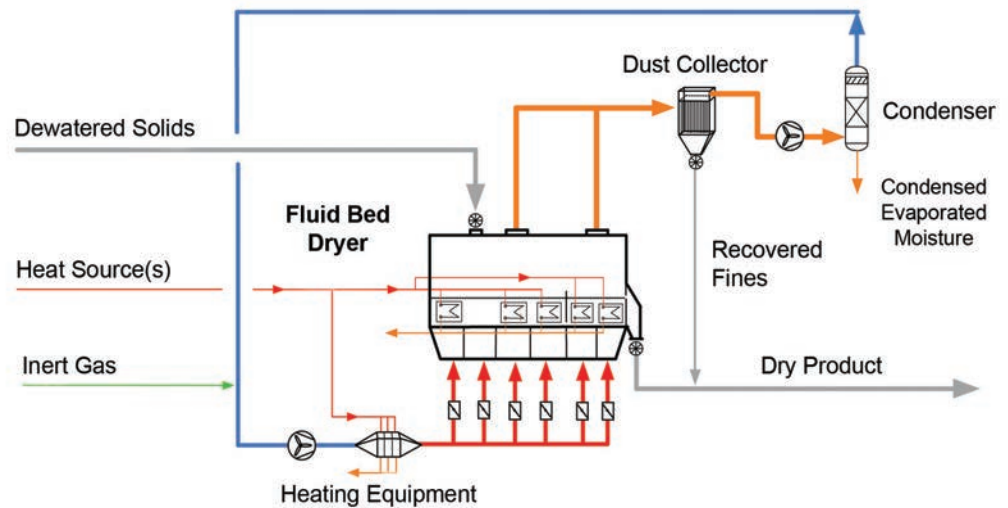 Dust Collector
Dewatered Solids
Condenser
Condensed
Evaporated
Moisture
Fluid Bed
Dryer
Recovered
Fines
Heat Source(s)
Inert Gas
Dry Product
Heating Equipment